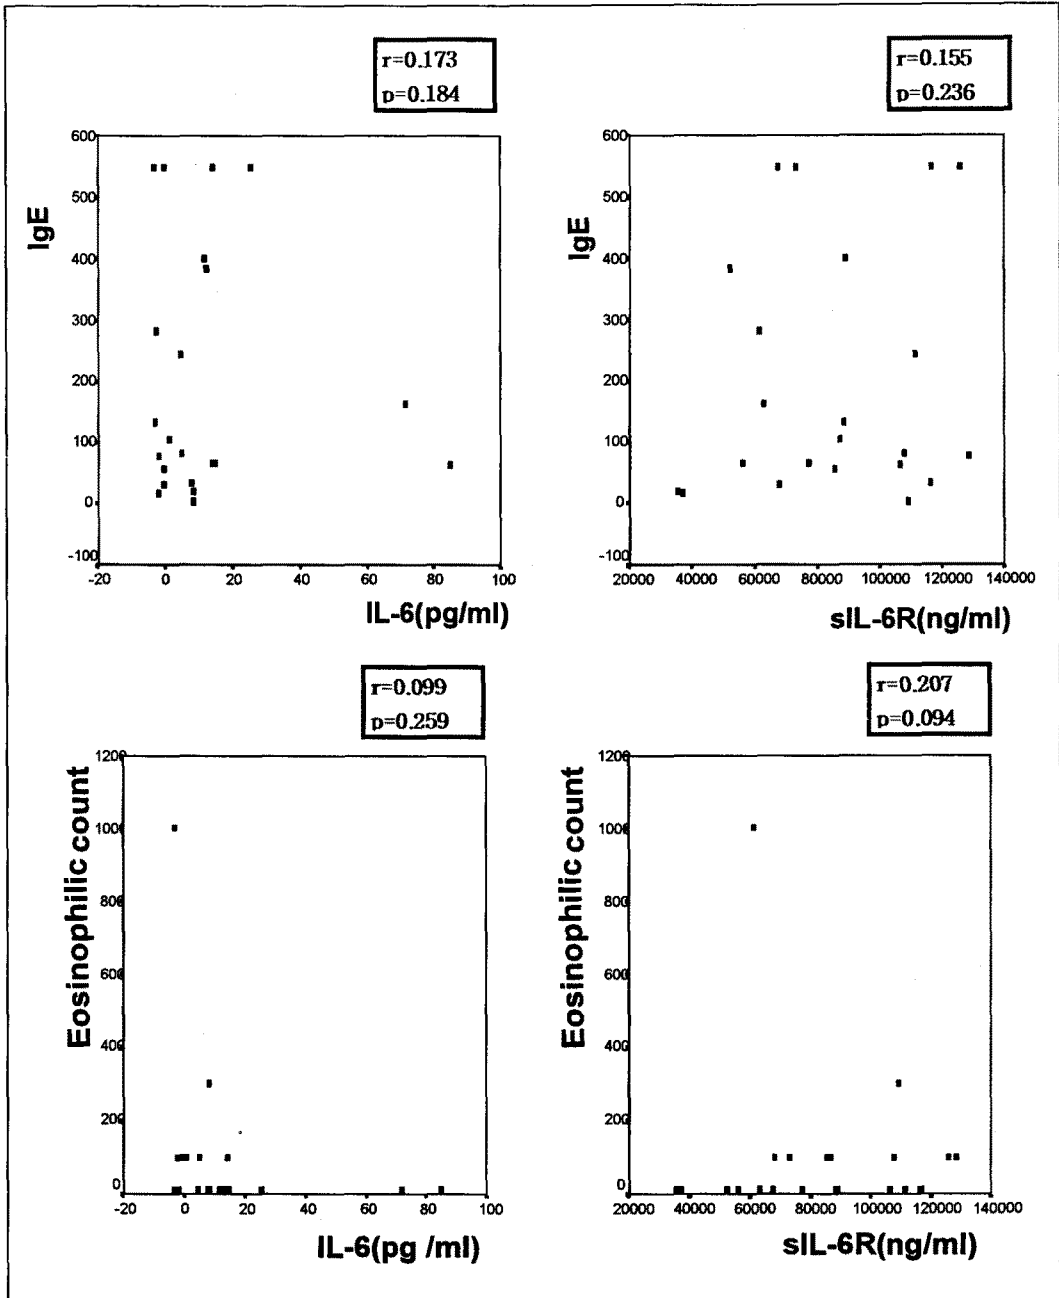 r=0.173
p=0.184
r=0.155
p=0.236
600
500
400
300
200
100
0
-100
IgE
-20 0 20 40 60 80 100
IL-6(pg/ml)
600
500
400
300
200
100
0
-100
IgE
20000 40000 60000 80000 100000 120000 140000
sIL-6R(ng/ml)
r=0.099
p=0.259
r=0.207
p=0.094
1200
1000
800
600
400
200
0
Eosinophilic count
-20 0 20 40 60 80 100
IL-6(pg /ml)
1200
1000
800
600
400
200
0
Eosinophilic count
20000 40000 60000 80000 100000 120000 140000
sIL-6R(ng/ml)